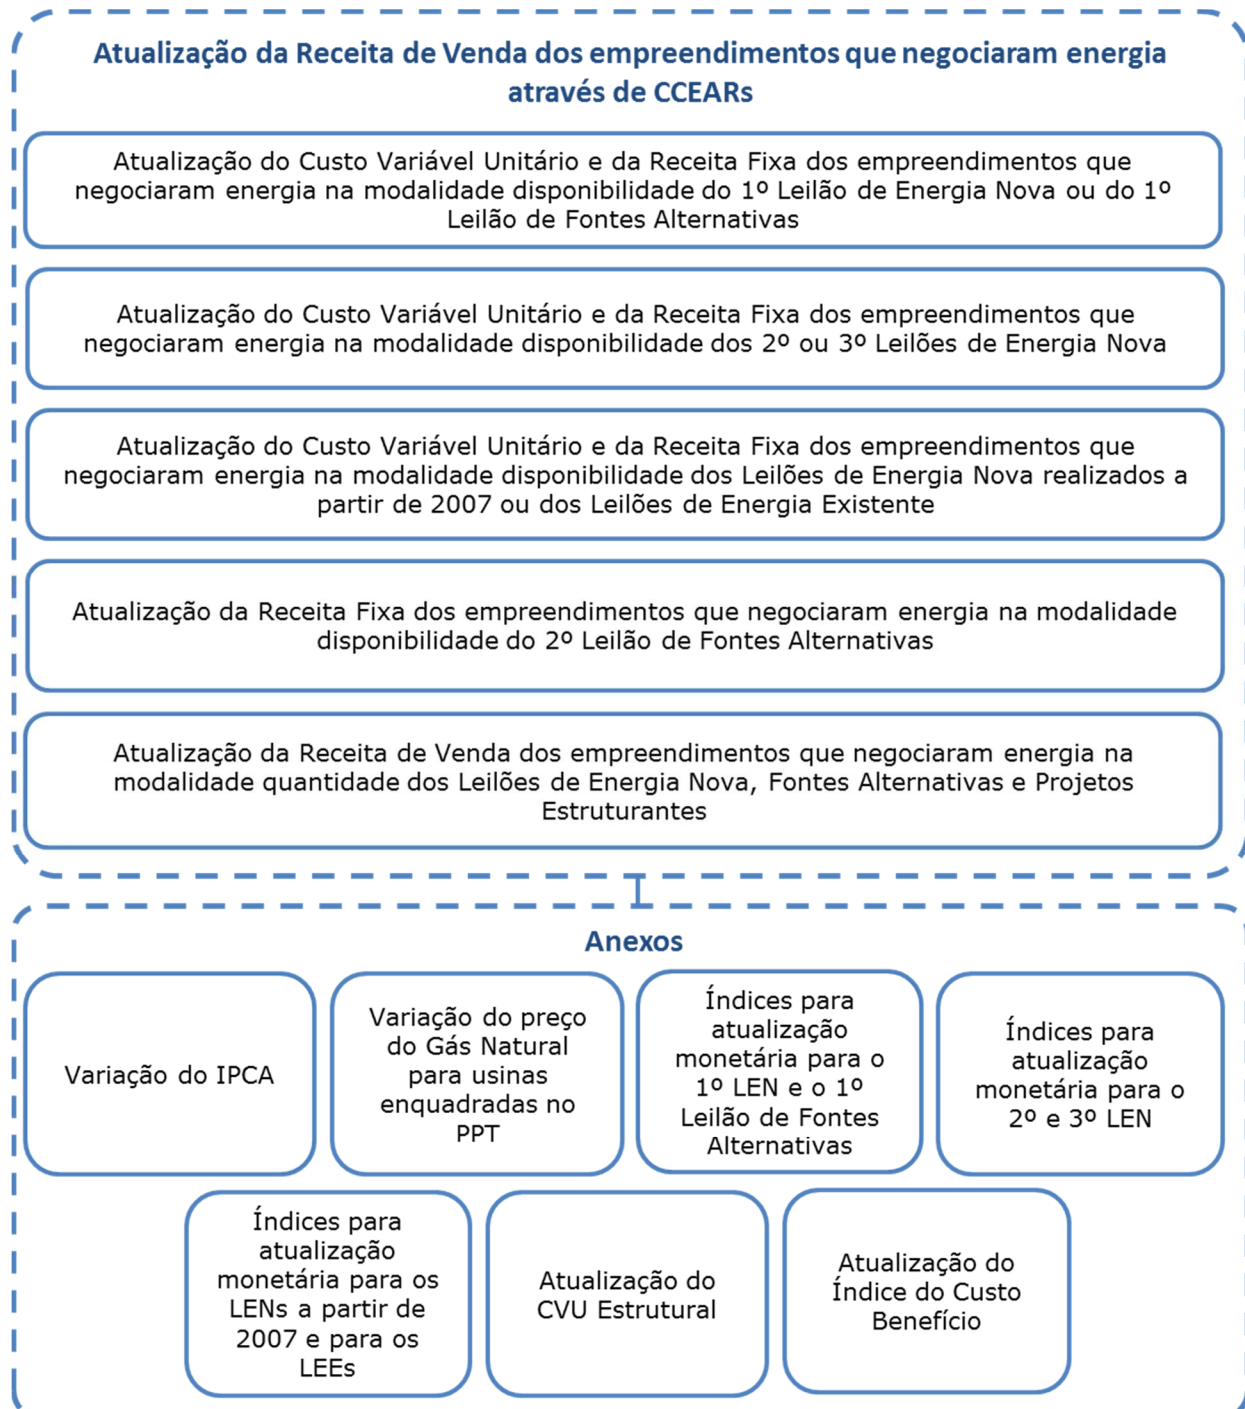 Atualização da Receita de Venda dos empreendimentos que negociaram energia
através de CCEARs
Atualização do Custo Variável Unitário e da Receita Fixa dos empreendimentos que
negociaram energia na modalidade disponibilidade do 1º Leilão de Energia Nova ou do 1º
Leilão de Fontes Alternativas
Atualização do Custo Variável Unitário e da Receita Fixa dos empreendimentos que
negociaram energia na modalidade disponibilidade dos 2º ou 3º Leilões de Energia Nova
Atualização do Custo Variável Unitário e da Receita Fixa dos empreendimentos que
negociaram energia na modalidade disponibilidade dos Leilões de Energia Nova realizados a
partir de 2007 ou dos Leilões de Energia Existente
Atualização da Receita Fixa dos empreendimentos que negociaram energia na modalidade
disponibilidade do 2º Leilão de Fontes Alternativas
Atualização da Receita de Venda dos empreendimentos que negociaram energia na
modalidade quantidade dos Leilões de Energia Nova, Fontes Alternativas e Projetos
Estruturantes
Anexos
Variação do IPCA
Variação do preço
do Gás Natural
para usinas
enquadradas no
PPT
Índices para
atualização
monetária para o
1º LEN e o 1º
Leilão de Fontes
Alternativas
Índices para
atualização
monetária para o
2º e 3º LEN
Índices para
atualização
monetária para os
LENs a partir de
2007 e para os
LEEs
Atualização do
CVU Estrutural
Atualização do
Índice do Custo
Benefício